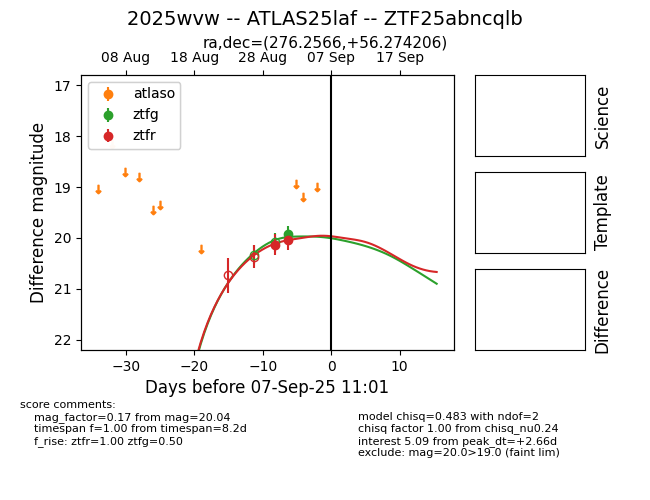 2025wvw -- ATLAS25laf -- ZTF25abncqlb
ra,dec=(276.2566,+56.274206)
08 Aug 18 Aug 28 Aug 07 Sep 17 Sep
atlaso
ztfg
ztfr
17
18
19
20
21
22
Difference magnitude
−30 −20 −10 0 10
Days before 07-Sep-25 11:01
Science
Template
Difference
score comments:
mag_factor=0.17 from mag=20.04
timespan f=1.00 from timespan=8.2d
f_rise: ztfr=1.00 ztfg=0.50
model chisq=0.483 with ndof=2
chisq factor 1.00 from chisq_nu0.24
interest 5.09 from peak_dt=+2.66d
exclude: mag=20.0>19.0 (faint lim)